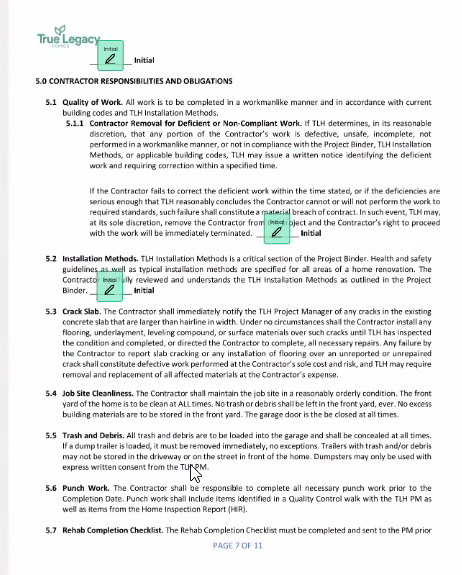 True Legacy
HOMES
Initial
Initial
5.0 CONTRACTOR RESPONSIBILITIES AND OBLIGATIONS
5.1 Quality of Work. All work is to be completed in a workmanlike manner and in accordance with current
building codes and TLH Installation Methods.
5.1.1 Contractor Removal for Deficient or Non-Compliant Work. If TLH determines, in its reasonable
discretion, that any portion of the Contractor's work is defective, unsafe, incomplete, not
performed in a workmanlike manner, or not in compliance with the Project Binder, TLH Installation
Methods, or applicable building codes, TLH may issue a written notice identifying the deficient
work and requiring correction within a specified time.
If the Contractor fails to correct the deficient work within the time stated, or if the deficiencies are
serious enough that TLH reasonably concludes the Contractor cannot or will not perform the work to
required standards, such failure shall constitute a material breach of contract. In such event, TLH may,
at its sole discretion, remove the Contractor from Initial oject and the Contractor's right to proceed
with the work will be immediately terminated. Initial
5.2 Installation Methods. TLH Installation Methods is a critical section of the Project Binder. Health and safety
guidelines as well as typical installation methods are specified for all areas of a home renovation. The
Contracto Initial ully reviewed and understands the TLH Installation Methods as outlined in the Project
Binder. Initial
5.3 Crack Slab. The Contractor shall immediately notify the TLH Project Manager of any cracks in the existing
concrete slab that are larger than hairline in width. Under no circumstances shall the Contractor install any
flooring, underlayment, leveling compound, or surface materials over such cracks until TLH has inspected
the condition and completed, or directed the Contractor to complete, all necessary repairs. Any failure by
the Contractor to report slab cracking or any installation of flooring over an unreported or unrepaired
crack shall constitute defective work performed at the Contractor's sole cost and risk, and TLH may require
removal and replacement of all affected materials at the Contractor's expense.
5.4 Job Site Cleanliness. The Contractor shall maintain the job site in a reasonably orderly condition. The front
yard of the home is to be clean at ALL times. No trash or debris shall be left in the front yard, ever. No excess
building materials are to be stored in the front yard. The garage door is the be closed at all times.
5.5 Trash and Debris. All trash and debris are to be loaded into the garage and shall be concealed at all times.
If a dump trailer is loaded, it must be removed immediately, no exceptions. Trailers with trash and/or debris
may not be stored in the driveway or on the street in front of the home. Dumpsters may only be used with
express written consent from the TLH PM.
5.6 Punch Work. The Contractor shall be responsible to complete all necessary punch work prior to the
Completion Date. Punch work shall include items identified in a Quality Control walk with the TLH PM as
well as items from the Home Inspection Report (HIR).
5.7 Rehab Completion Checklist. The Rehab Completion Checklist must be completed and sent to the PM prior
PAGE 7 OF 11